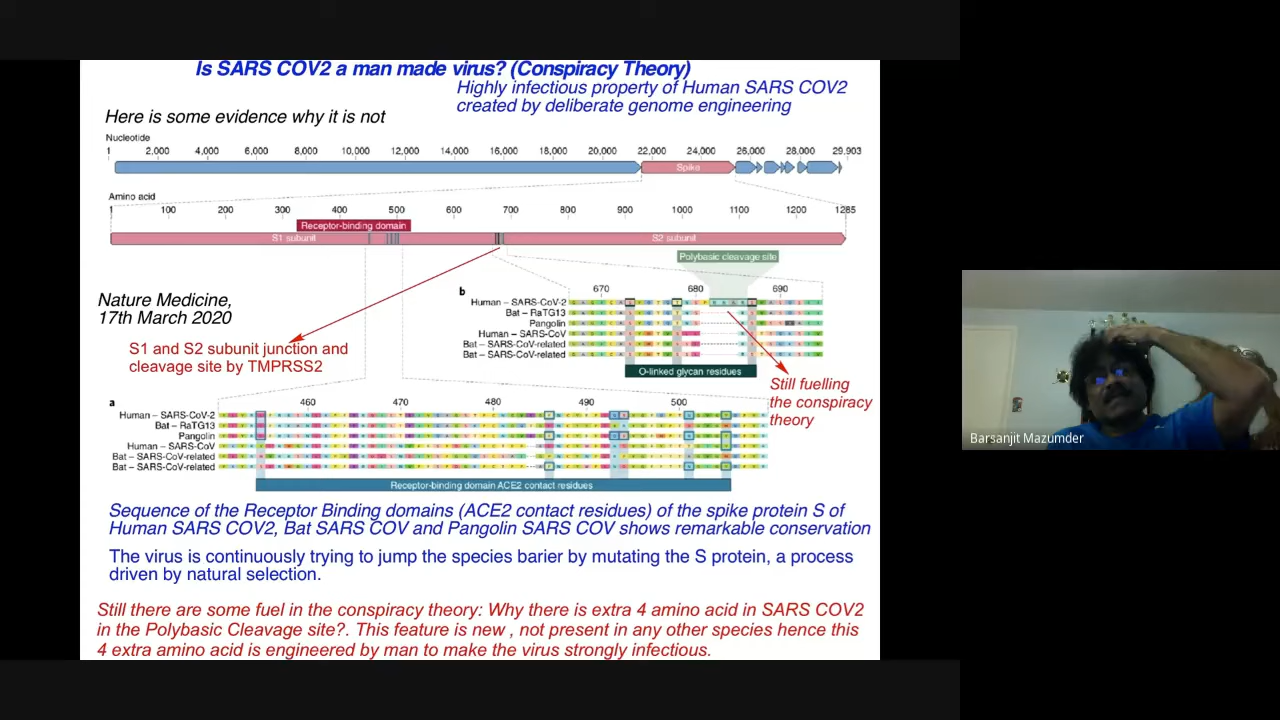 Is SARS COV2 a man made virus? (Conspiracy Theory)
Highly infectious property of Human SARS COV2
created by deliberate genome engineering
Here is some evidence why it is not
Nucleotide
1 2,000 4,000 6,000 8,000 10,000 12,000 14,000 16,000 18,000 20,000 22,000 24,000 26,000 28,000 29,903
Spike
Amino acid
1 100 200 300 400 500 600 700 800 900 1000 1100 1200 1285
Receptor-binding domain
S1 subunit S2 subunit
Polybasic cleavage site
b
670 680 690
Human – SARS-CoV-2
Bat – RaTG13
Pangolin
Human – SARS-CoV
Bat – SARS-CoV-related
Bat – SARS-CoV-related
O-linked glycan residues
Nature Medicine,
17th March 2020
S1 and S2 subunit junction and
cleavage site by TMPRSS2
Still fuelling
the conspiracy
theory
a
460 470 480 490 500
Human – SARS-CoV-2
Bat – RaTG13
Pangolin
Human – SARS-CoV
Bat – SARS-CoV-related
Bat – SARS-CoV-related
Receptor-binding domain ACE2 contact residues
Sequence of the Receptor Binding domains (ACE2 contact residues) of the spike protein S of
Human SARS COV2, Bat SARS COV and Pangolin SARS COV shows remarkable conservation
The virus is continuously trying to jump the species barier by mutating the S protein, a process
driven by natural selection.
Still there are some fuel in the conspiracy theory: Why there is extra 4 amino acid in SARS COV2
in the Polybasic Cleavage site?. This feature is new , not present in any other species hence this
4 extra amino acid is engineered by man to make the virus strongly infectious.
Barsanjit Mazumder